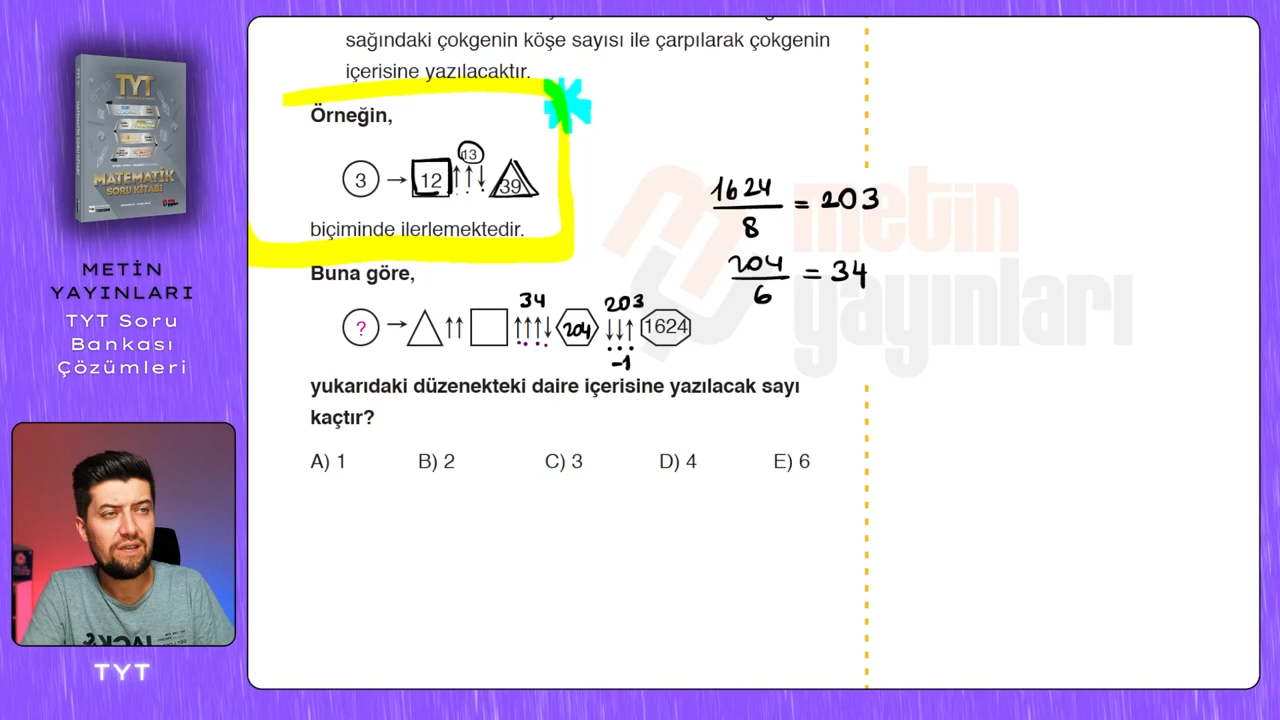 sağındaki çokgenin köşe sayısı ile çarpılarak çokgenin
içerisine yazılacaktır.
Örneğin,
3 → 12 ↑↑↓ 39
13
biçiminde ilerlemektedir.
Buna göre,
34 203
? → ↑↑ ↑↑↑↓ 204 ↓↓↑ 1624
-1
yukarıdaki düzenekteki daire içerisine yazılacak sayı
kaçtır?
A) 1 B) 2 C) 3 D) 4 E) 6
1624/8 = 203
204/6 = 34
metin
yayınları
TYT
MATEMATİK
SORU KİTABI
METİN
YAYINLARI
TYT Soru
Bankası
Çözümleri
TYT